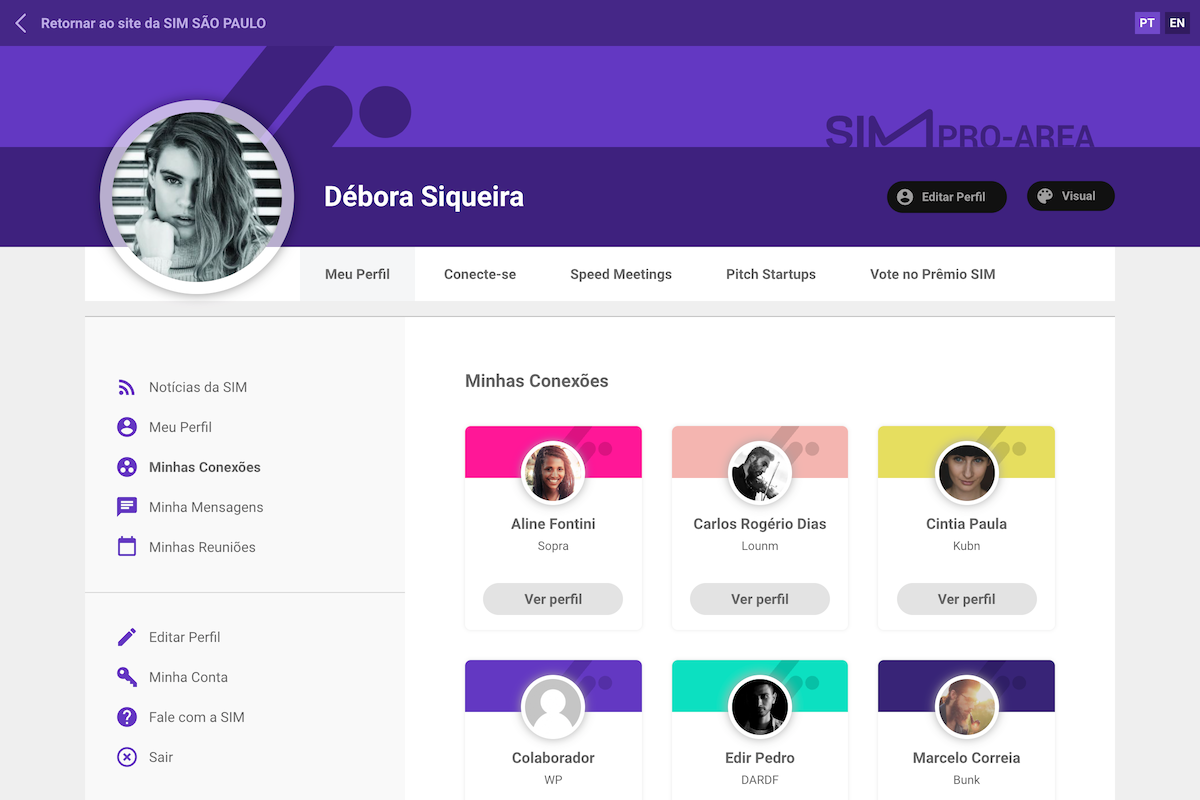 Retornar ao site da SIM SÃO PAULO
PT EN
SIM PRO-AREA
Débora Siqueira
Editar Perfil
Visual
Meu Perfil
Conecte-se
Speed Meetings
Pitch Startups
Vote no Prêmio SIM
Notícias da SIM
Meu Perfil
Minhas Conexões
Minha Mensagens
Minhas Reuniões
Editar Perfil
Minha Conta
Fale com a SIM
Sair
Minhas Conexões
Aline Fontini
Sopra
Ver perfil
Carlos Rogério Dias
Lounm
Ver perfil
Cintia Paula
Kubn
Ver perfil
Colaborador
WP
Edir Pedro
DARDF
Marcelo Correia
Bunk